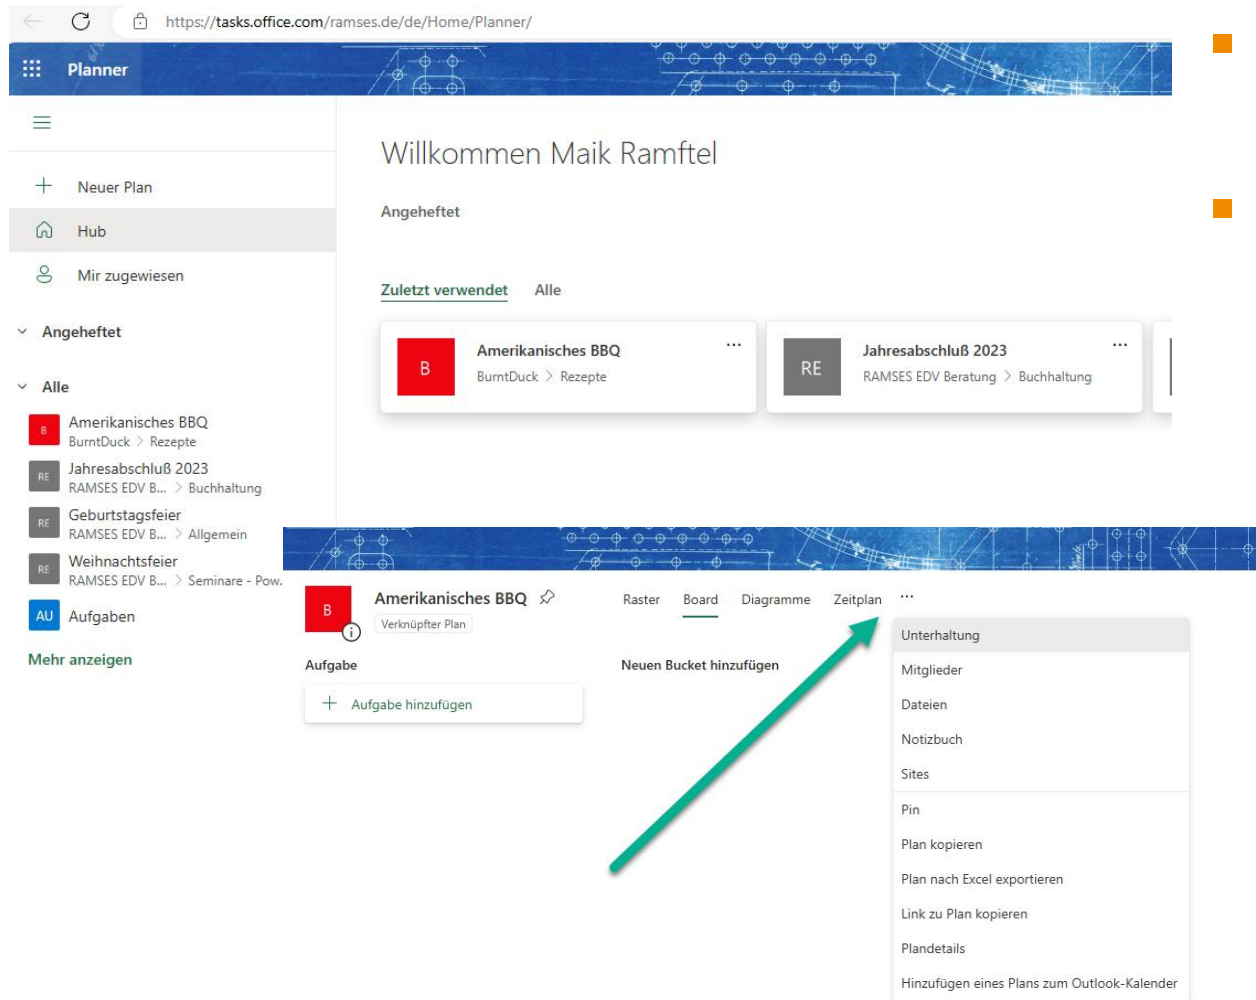 https://tasks.office.com/ramses.de/de/Home/Planner/
Planner
Neuer Plan
Hub
Mir zugewiesen
Angeheftet
Alle
B
Amerikanisches BBQ
BurntDuck > Rezepte
RE
Jahresabschluß 2023
RAMSES EDV B... > Buchhaltung
RE
Geburtstagsfeier
RAMSES EDV B... > Allgemein
RE
Weihnachtsfeier
RAMSES EDV B... > Seminare - Pow.
AU
Aufgaben
Mehr anzeigen
Willkommen Maik Ramftel
Angeheftet
Zuletzt verwendet Alle
B
Amerikanisches BBQ ...
BurntDuck > Rezepte
RE
Jahresabschluß 2023 ...
RAMSES EDV Beratung > Buchhaltung
B
Amerikanisches BBQ
Verknüpfter Plan
Raster Board Diagramme Zeitplan ...
Aufgabe
Neuen Bucket hinzufügen
+ Aufgabe hinzufügen
Unterhaltung
Mitglieder
Dateien
Notizbuch
Sites
Pin
Plan kopieren
Plan nach Excel exportieren
Link zu Plan kopieren
Plandetails
Hinzufügen eines Plans zum Outlook-Kalender